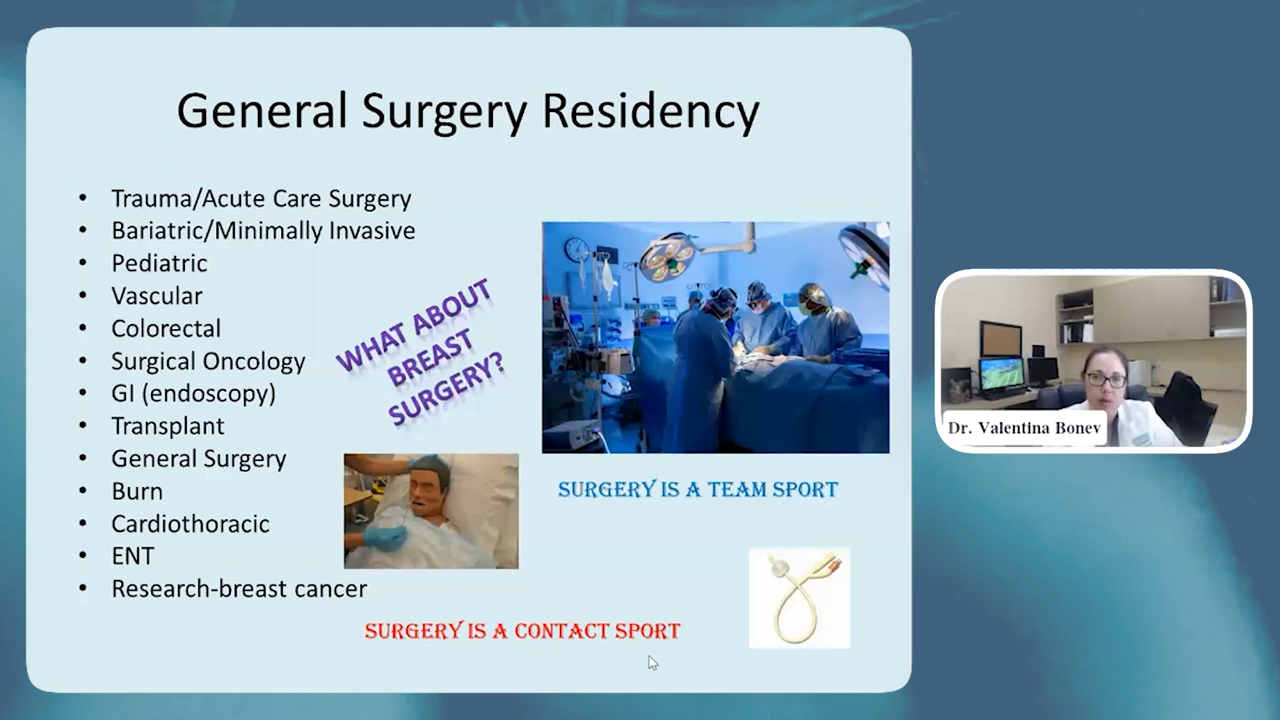 General Surgery Residency
• Trauma/Acute Care Surgery
• Bariatric/Minimally Invasive
• Pediatric
• Vascular
• Colorectal
• Surgical Oncology
• GI (endoscopy)
• Transplant
• General Surgery
• Burn
• Cardiothoracic
• ENT
• Research-breast cancer
WHAT ABOUT
BREAST
SURGERY?
SURGERY IS A TEAM SPORT
SURGERY IS A CONTACT SPORT
Dr. Valentina Bonev